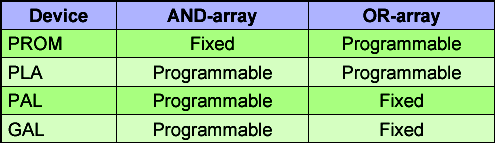 Device AND-array OR-array
PROM Fixed Programmable
PLA Programmable Programmable
PAL Programmable Fixed
GAL Programmable Fixed